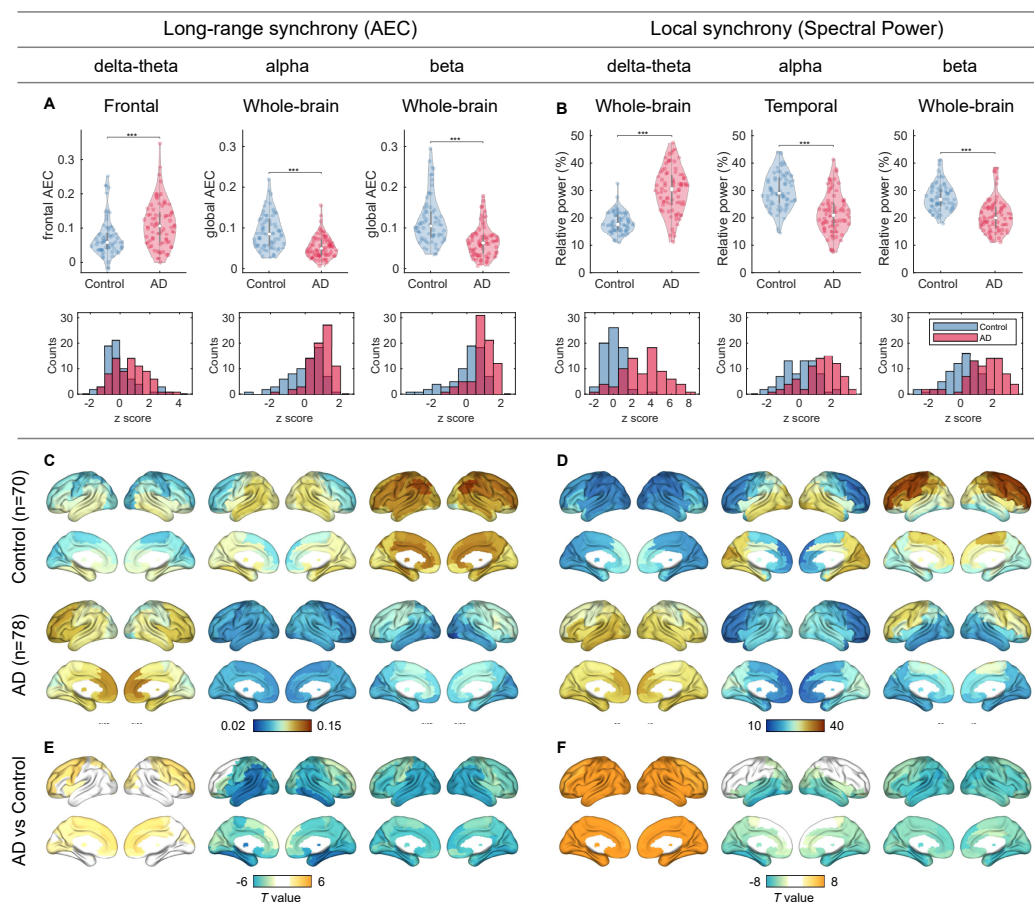 Long-range synchrony (AEC) Local synchrony (Spectral Power)
delta-theta alpha beta delta-theta alpha beta
A Frontal Whole-brain Whole-brain B Whole-brain Temporal Whole-brain
frontal AEC
0.3
0.2
0.1
0
***
Control AD
global AEC
0.3
0.2
0.1
0
***
Control AD
global AEC
0.3
0.2
0.1
0
***
Control AD
Relative power (%)
50
40
30
20
10
0
***
Control AD
Relative power (%)
50
40
30
20
10
0
***
Control AD
Relative power (%)
50
40
30
20
10
0
***
Control AD
Counts
30
20
10
0
-2 0 2 4
z score
Counts
30
20
10
0
-2 0 2
z score
Counts
30
20
10
0
-2 0 2
z score
Counts
30
20
10
0
-2 0 2 4 6 8
z score
Counts
30
20
10
0
-2 0 2
z score
Counts
30
20
10
0
-2 0 2
z score
Control
AD
C D
Control (n=70)
AD (n=78)
0.02 0.15
10 40
E F
AD vs Control
-6 6
T value
-8 8
T value